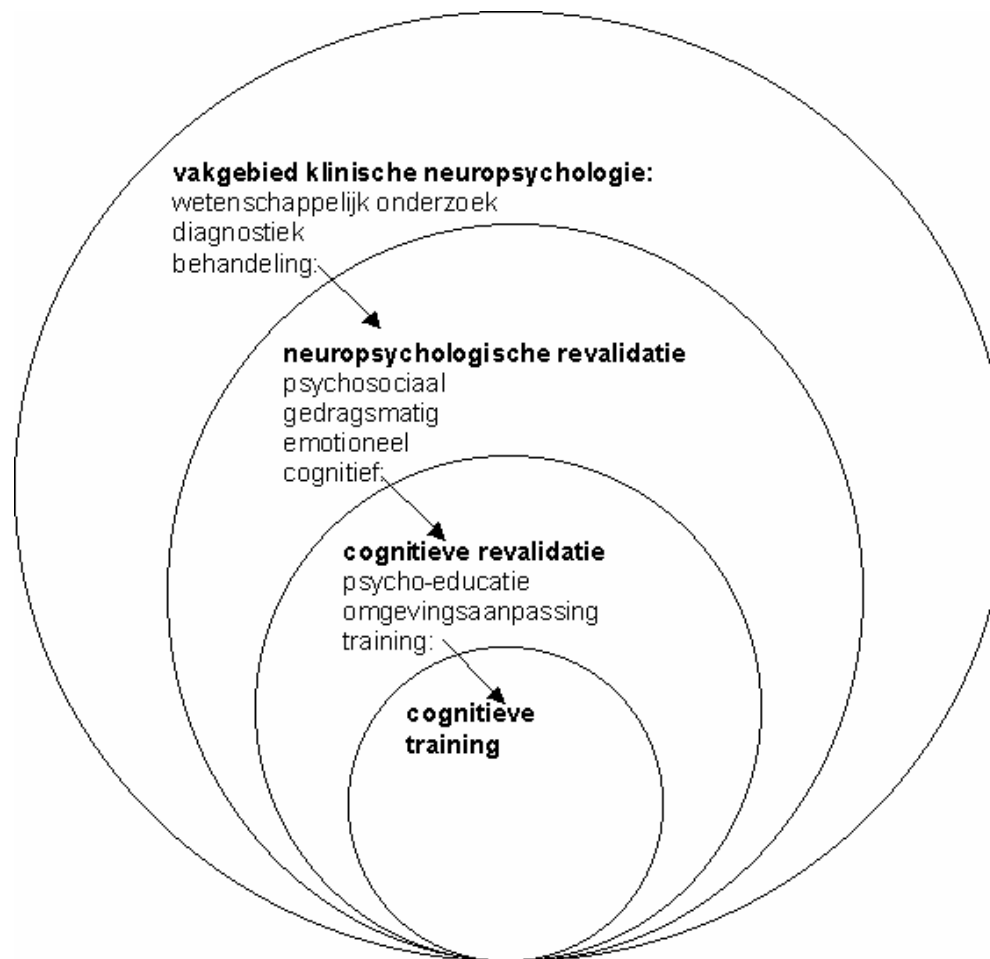 vakgebied klinische neuropsychologie:
wetenschappelijk onderzoek
diagnostiek
behandeling:
neuropsychologische revalidatie
psychosociaal
gedragsmatig
emotioneel
cognitief:
cognitieve revalidatie
psycho-educatie
omgevingsaanpassing
training:
cognitieve
training